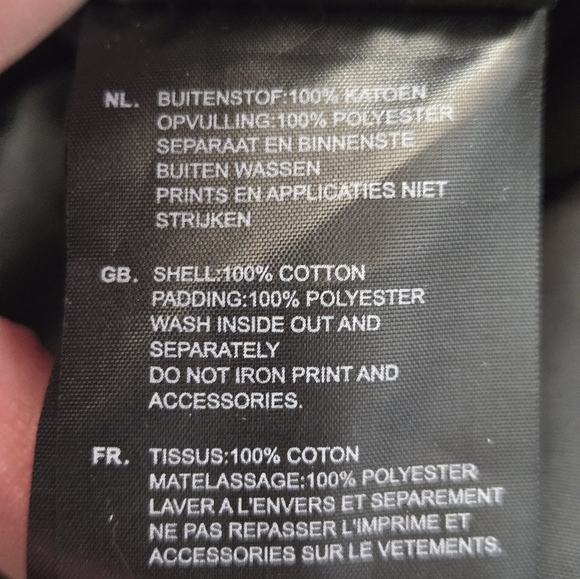 NL. BUITENSTOF:100% KATOEN
OPVULLING:100% POLYESTER
SEPARAAT EN BINNENSTE
BUITEN WASSEN
PRINTS EN APPLICATIES NIET
STRIJKEN
GB. SHELL:100% COTTON
PADDING:100% POLYESTER
WASH INSIDE OUT AND
SEPARATELY
DO NOT IRON PRINT AND
ACCESSORIES.
FR. TISSUS:100% COTON
MATELASSAGE:100% POLYESTER
LAVER A L'ENVERS ET SEPAREMENT
NE PAS REPASSER L'IMPRIME ET
ACCESSORIES SUR LE VETEMENTS.